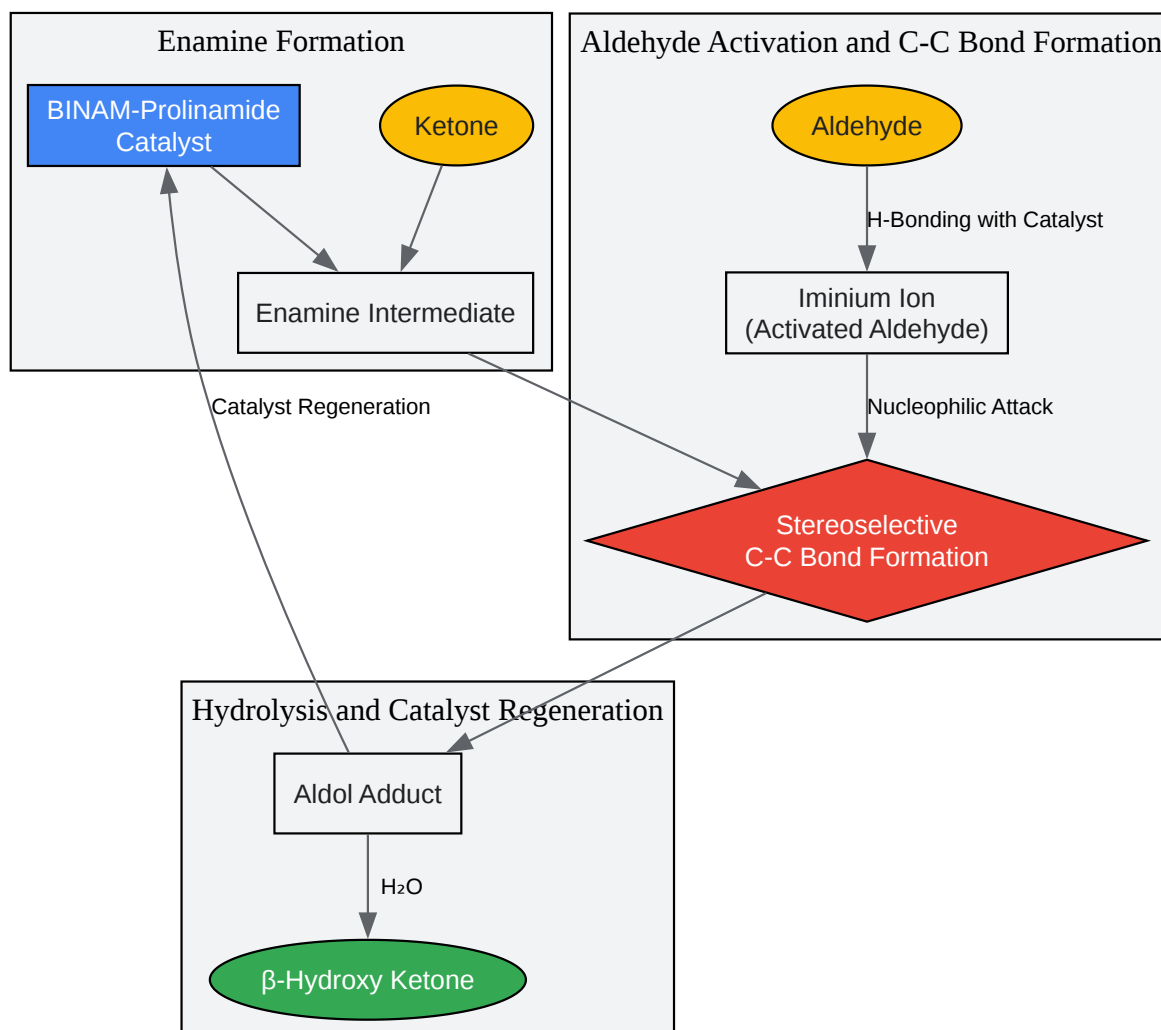 Enamine Formation
BINAM-Prolinamide
Catalyst
Ketone
Enamine Intermediate
Aldehyde Activation and C-C Bond Formation
Aldehyde
H-Bonding with Catalyst
Iminium Ion
(Activated Aldehyde)
Nucleophilic Attack
Stereoselective
C-C Bond Formation
Catalyst Regeneration
Hydrolysis and Catalyst Regeneration
Aldol Adduct
H₂O
β-Hydroxy Ketone